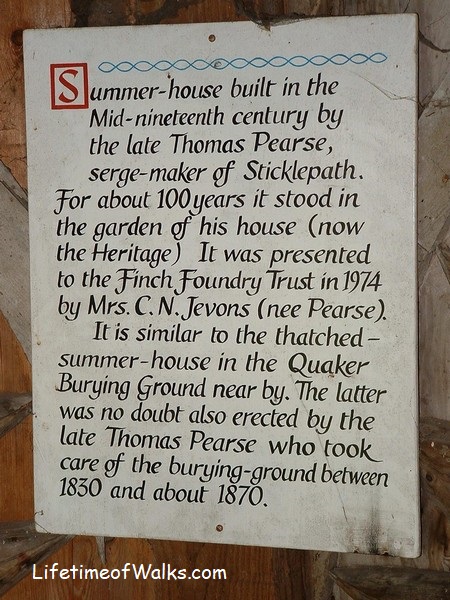 Summer-house built in the
Mid-nineteenth century by
the late Thomas Pearse,
serge-maker of Sticklepath.
For about 100 years it stood in
the garden of his house (now
the Heritage) It was presented
to the Finch Foundry Trust in 1974
by Mrs. C. N. Jevons (nee Pearse).
It is similar to the thatched-
summer-house in the Quaker
Burying Ground near by. The latter
was no doubt also erected by the
late Thomas Pearse who took
care of the burying-ground between
1830 and about 1870.
LifetimeofWalks.com